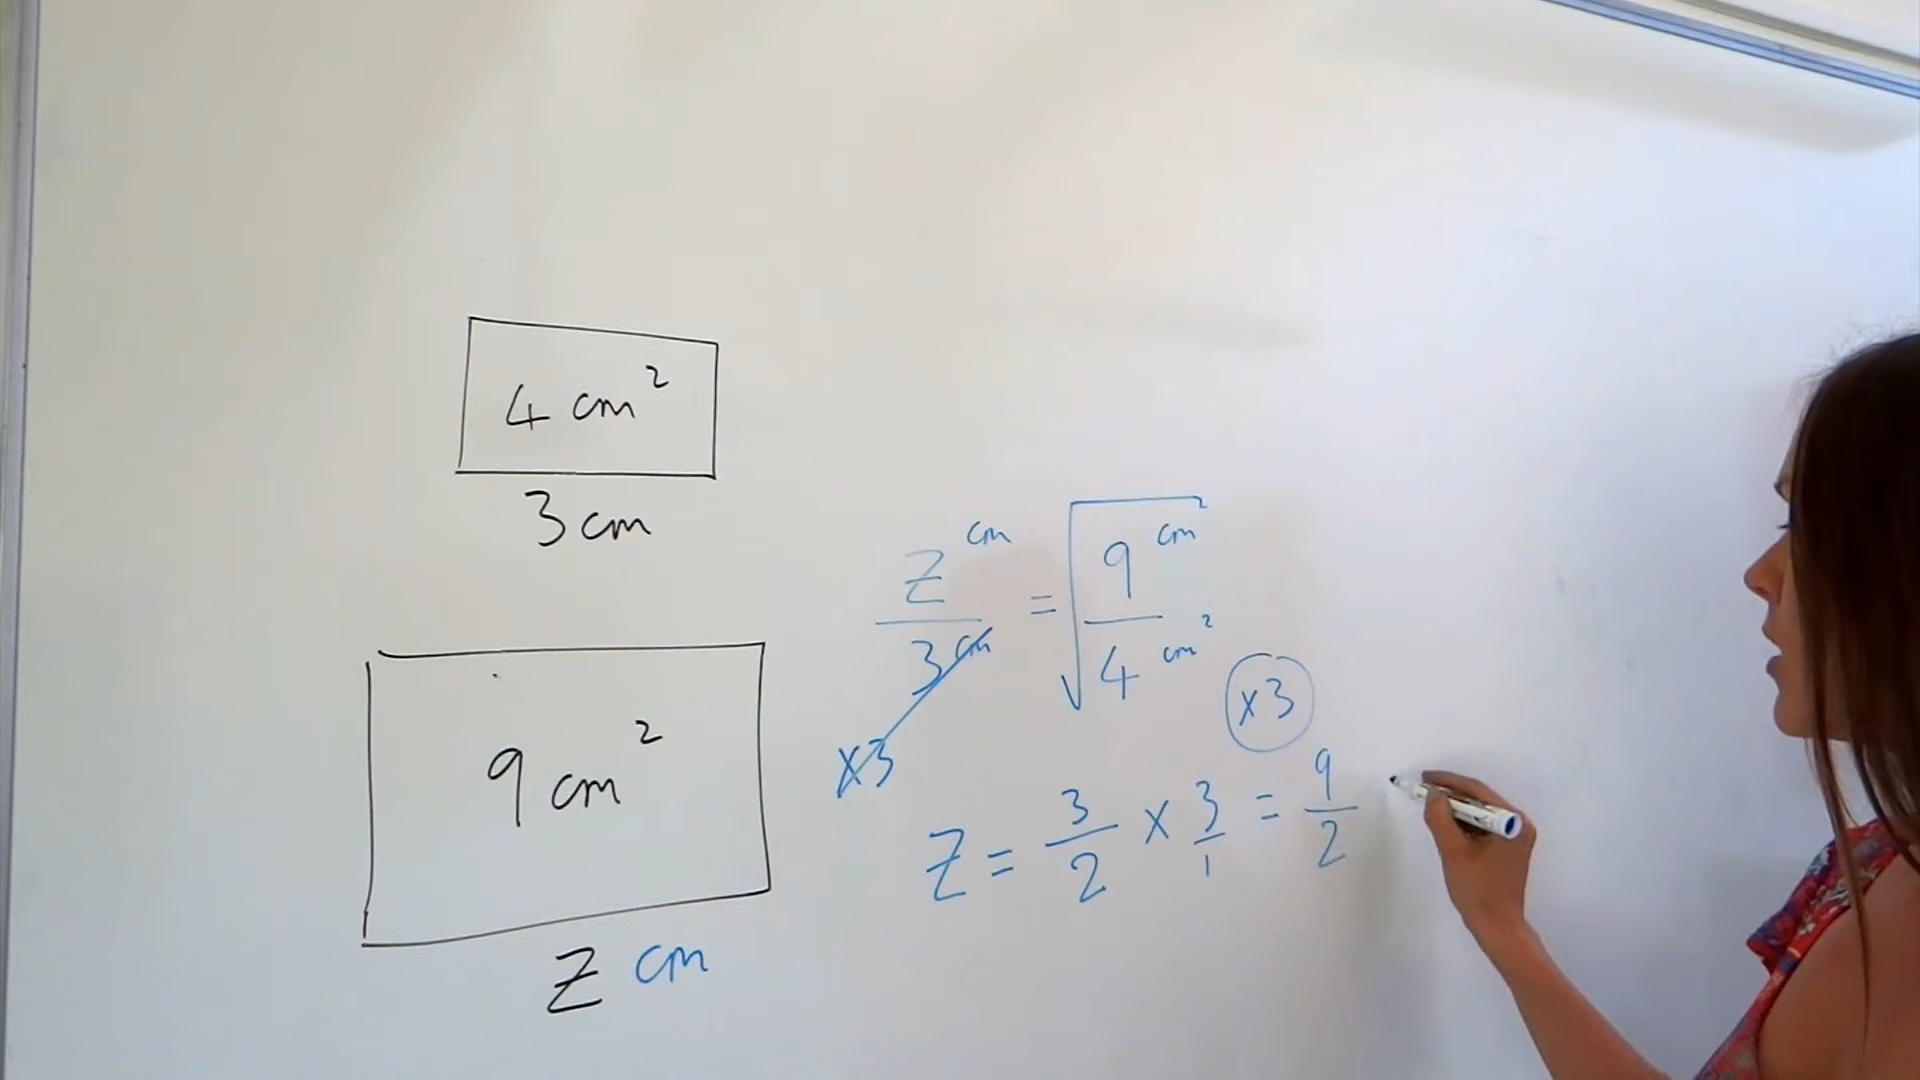 4 cm²
3 cm
9 cm²
z cm
z cm / 3 cm = √(9 cm² / 4 cm²)
x3
x3
z = 3/2 x 3/1 = 9/2